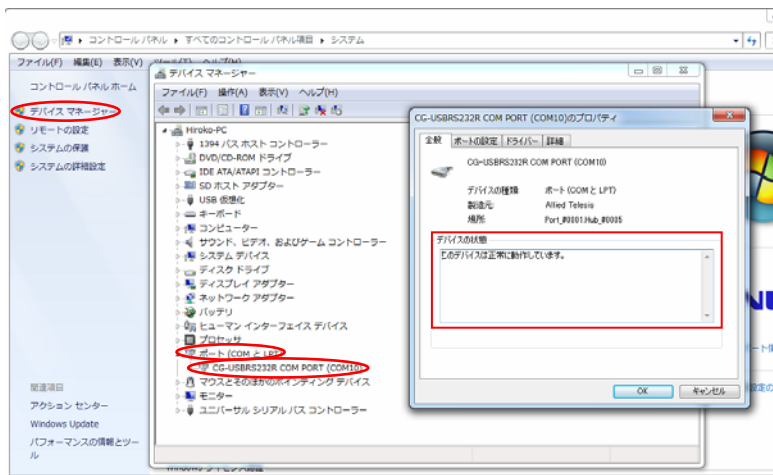 コントロール パネル ▸ すべてのコントロール パネル項目 ▸ システム
ファイル(F) 編集(E) 表示(V)
コントロール パネル ホーム
デバイス マネージャー
リモートの設定
システムの保護
システムの詳細設定
関連項目
アクション センター
Windows Update
パフォーマンスの情報とツー
ル
デバイス マネージャー
ファイル(F) 操作(A) 表示(V) ヘルプ(H)
Hiroko-PC
1394 バス ホスト コントローラー
DVD/CD-ROM ドライブ
IDE ATA/ATAPI コントローラー
SD ホスト アダプター
USB 仮想化
キーボード
コンピューター
サウンド、ビデオ、およびゲーム コントローラー
システム デバイス
ディスク ドライブ
ディスプレイ アダプター
ネットワーク アダプター
バッテリ
ヒューマン インターフェイス デバイス
プロセッサ
ポート (COM と LPT)
CG-USBRS232R COM PORT (COM10)
マウスとそのほかのポインティング デバイス
モニター
ユニバーサル シリアル バス コントローラー
CG-USBRS232R COM PORT (COM10)のプロパティ
全般 ポートの設定 ドライバー 詳細
CG-USBRS232R COM PORT (COM10)
デバイスの種類: ポート (COM と LPT)
製造元: Allied Telesis
場所: Port_#0001.Hub_#0005
デバイスの状態
このデバイスは正常に動作しています。
OK キャンセル